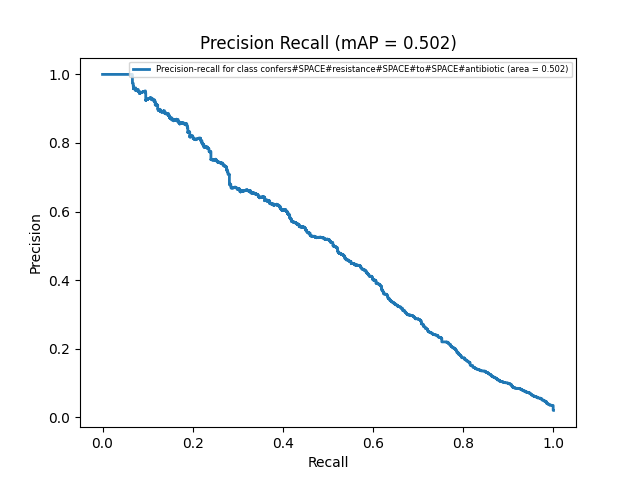 Precision Recall (mAP = 0.502)
Precision-recall for class confers#SPACE#resistance#SPACE#to#SPACE#antibiotic (area = 0.502)
1.0
0.8
0.6
0.4
0.2
0.0
Precision
0.0 0.2 0.4 0.6 0.8 1.0
Recall